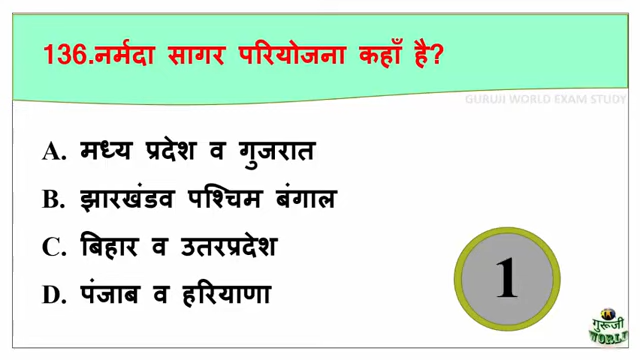 136.नर्मदा सागर परियोजना कहाँ है?
GURUJI WORLD EXAM STUDY
A. मध्य प्रदेश व गुजरात
B. झारखंडव पश्चिम बंगाल
C. बिहार व उतरप्रदेश
D. पंजाब व हरियाणा
1
गुरूजी
WORLD